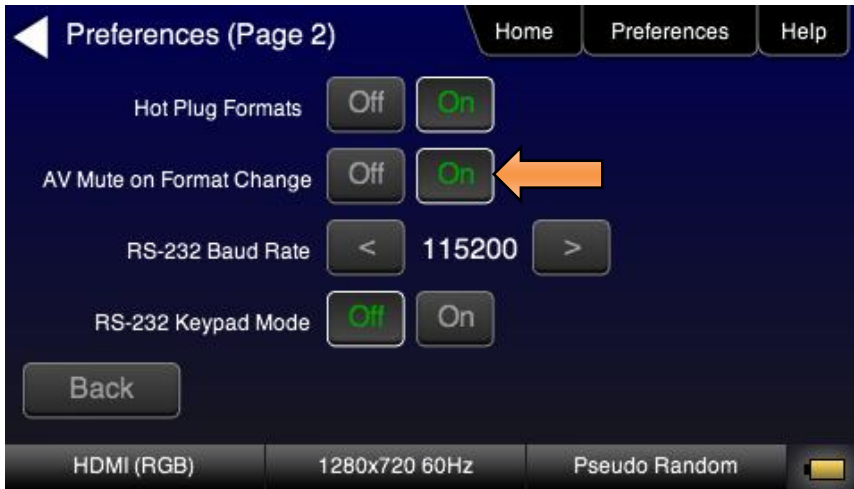 Preferences (Page 2) Home Preferences Help
Hot Plug Formats Off On
AV Mute on Format Change Off On
RS-232 Baud Rate < 115200 >
RS-232 Keypad Mode Off On
Back
HDMI (RGB) 1280x720 60Hz Pseudo Random